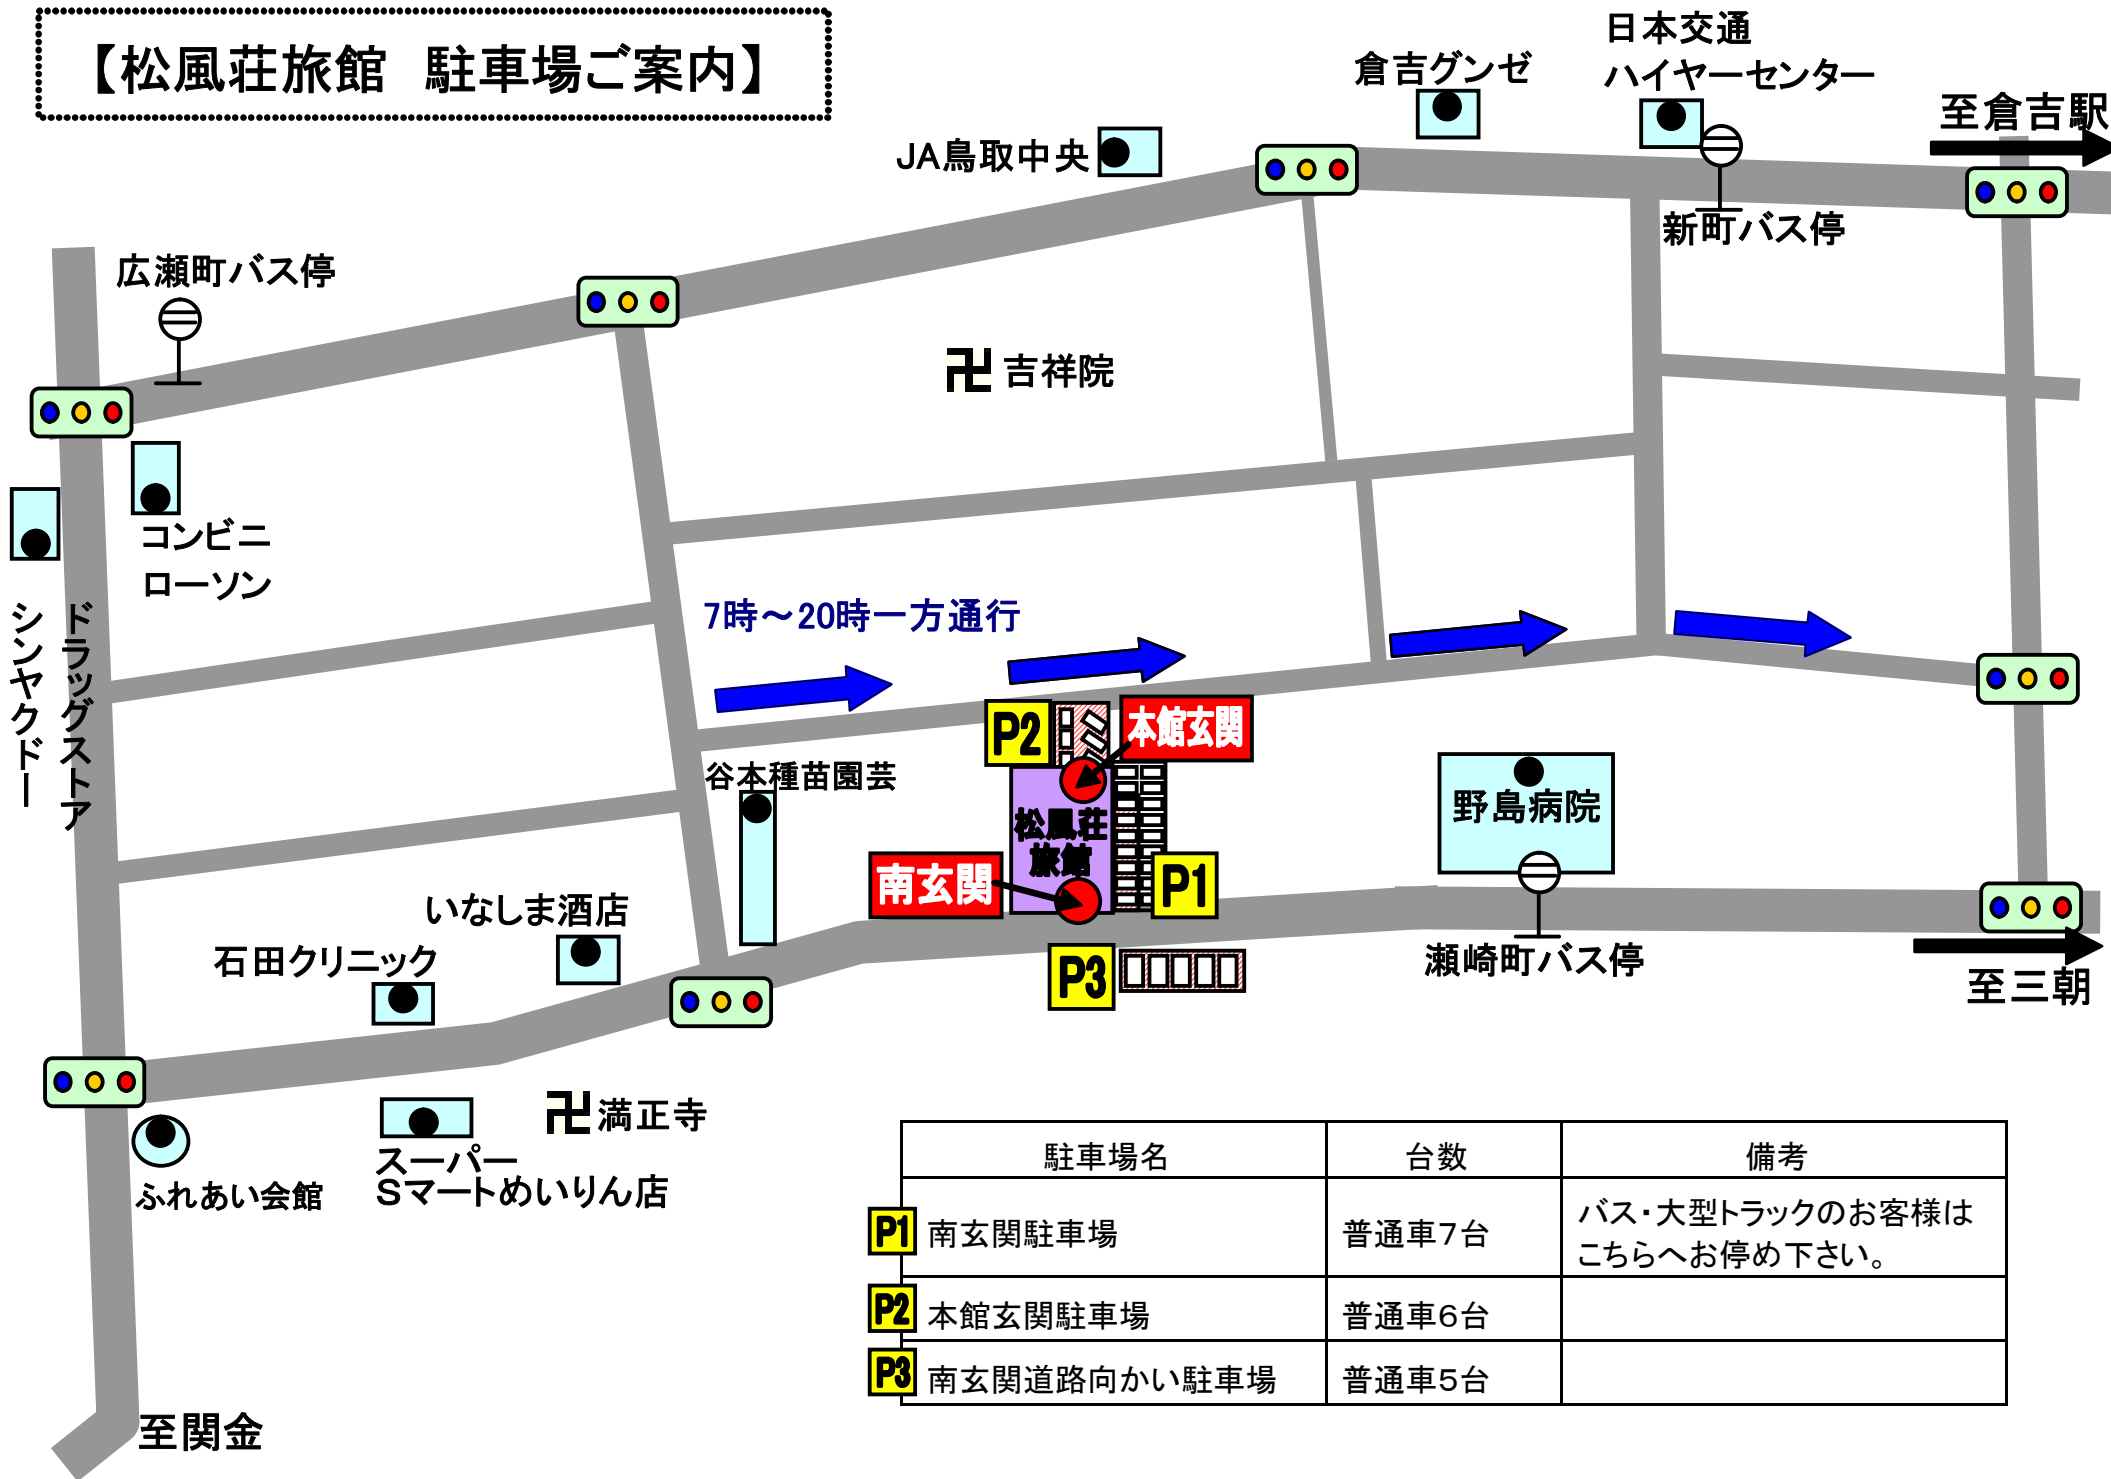 【松風荘旅館　駐車場ご案内】
日本交通
ハイヤーセンター
倉吉グンゼ
至倉吉駅
JA鳥取中央
新町バス停
広瀬町バス停
吉祥院
コンビニ
ローソン
ドラッグストア
シンヤクドー
7時～20時一方通行
P2
本館玄関
谷本種苗園芸
松風荘
旅館
野島病院
南玄関
P1
いなしま酒店
石田クリニック
瀬崎町バス停
P3
至三朝
満正寺
スーパー
Sマートめいりん店
ふれあい会館
至関金
駐車場名 台数 備考
P1 南玄関駐車場 普通車7台 バス・大型トラックのお客様は
こちらへお停め下さい。
P2 本館玄関駐車場 普通車6台
P3 南玄関道路向かい駐車場 普通車5台